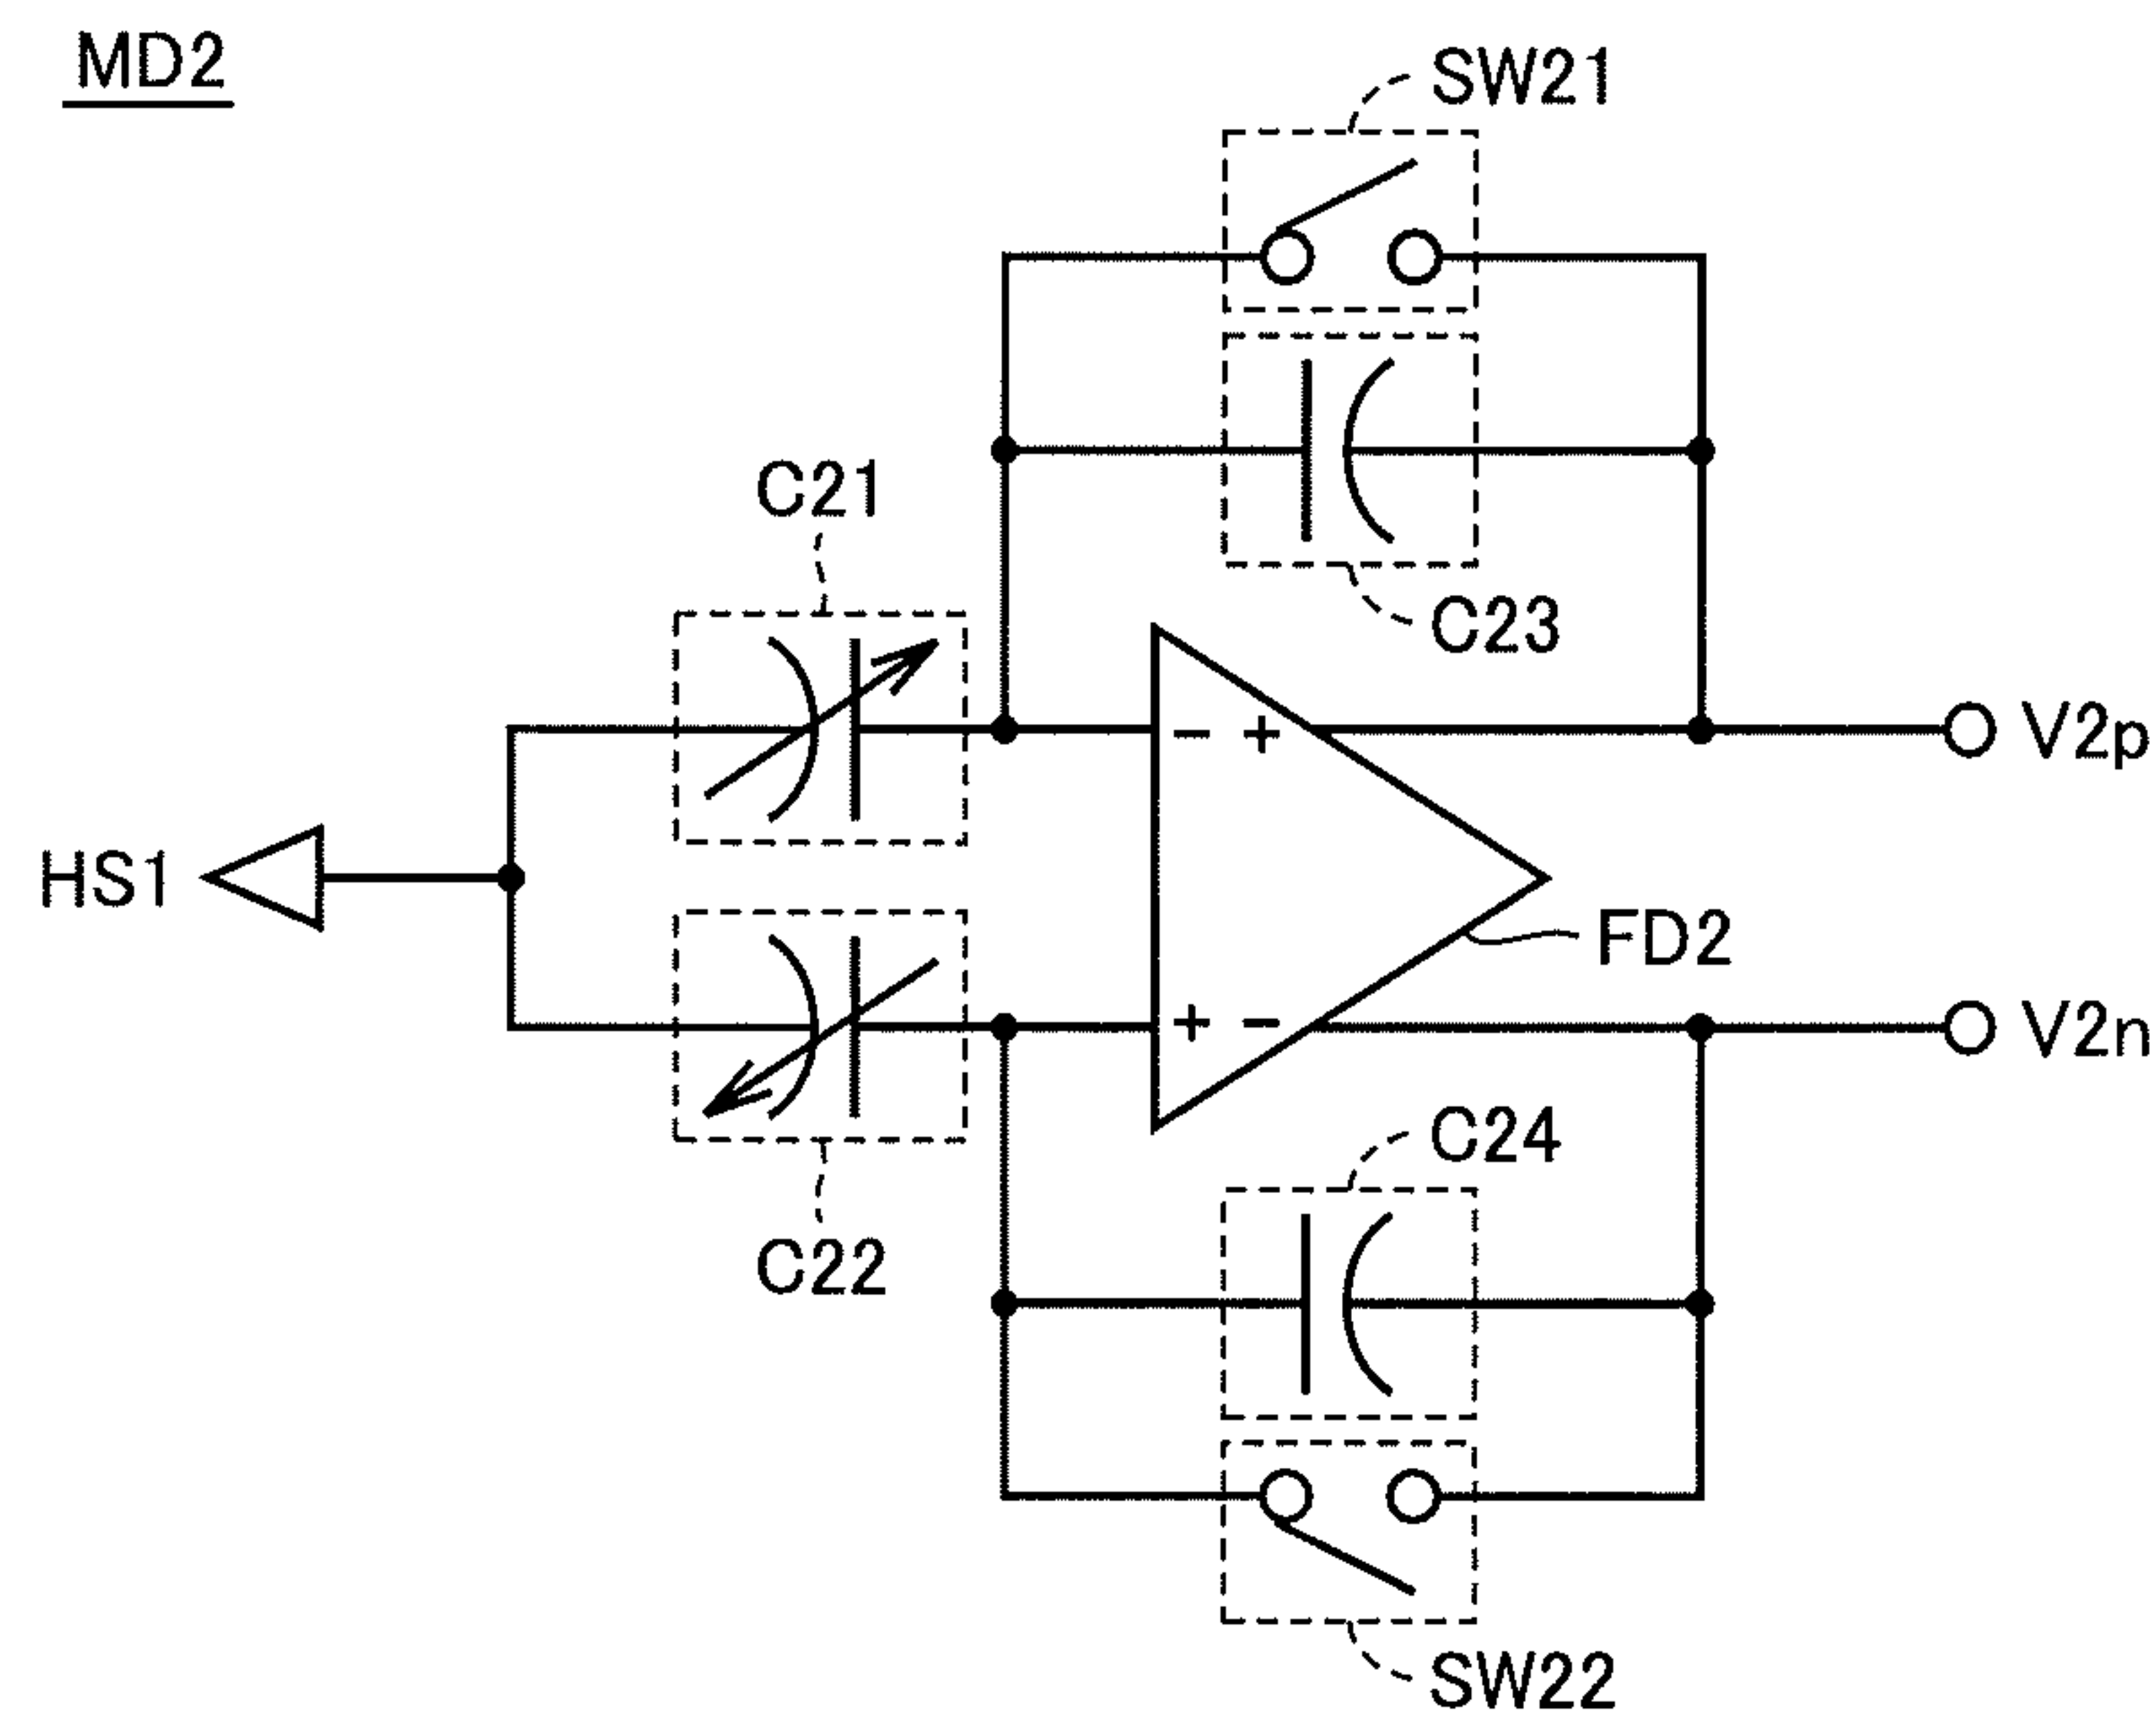 MD2
SW21
C21
C23
- +
V2p
HS1
FD2
+ -
V2n
C24
C22
SW22